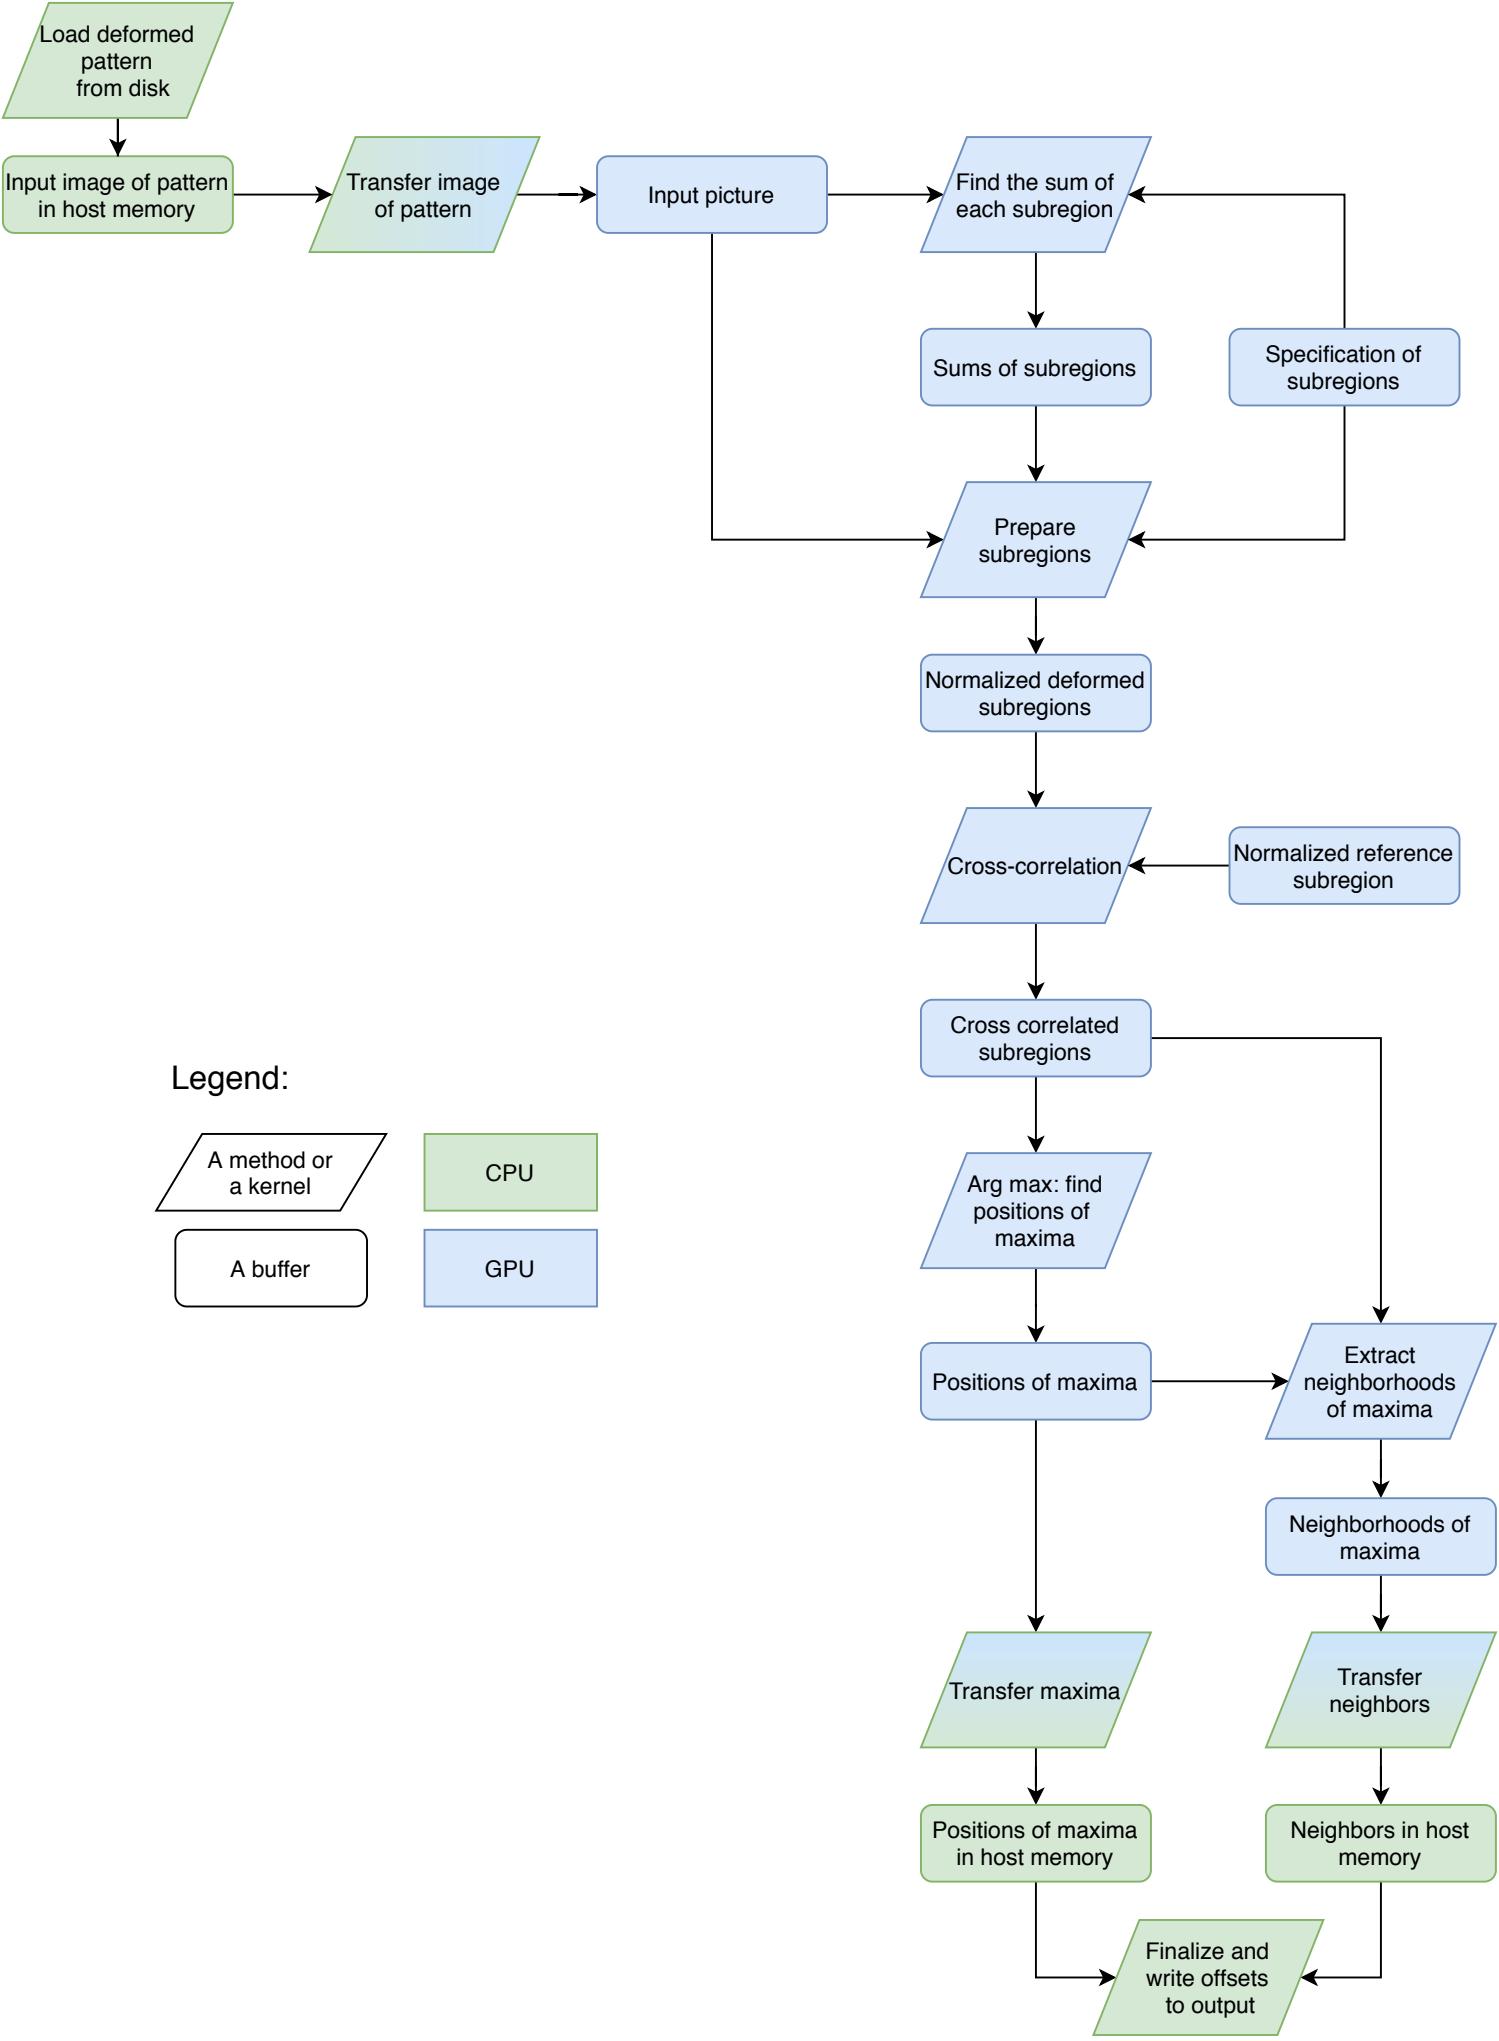 Load deformed
pattern
from disk
Input image of pattern
in host memory
Transfer image
of pattern
Input picture
Find the sum of
each subregion
Sums of subregions
Specification of
subregions
Prepare
subregions
Normalized deformed
subregions
Cross-correlation
Normalized reference
subregion
Cross correlated
subregions
Legend:
A method or
a kernel
CPU
A buffer
GPU
Arg max: find
positions of
maxima
Positions of maxima
Extract
neighborhoods
of maxima
Neighborhoods of
maxima
Transfer maxima
Transfer
neighbors
Positions of maxima
in host memory
Neighbors in host
memory
Finalize and
write offsets
to output